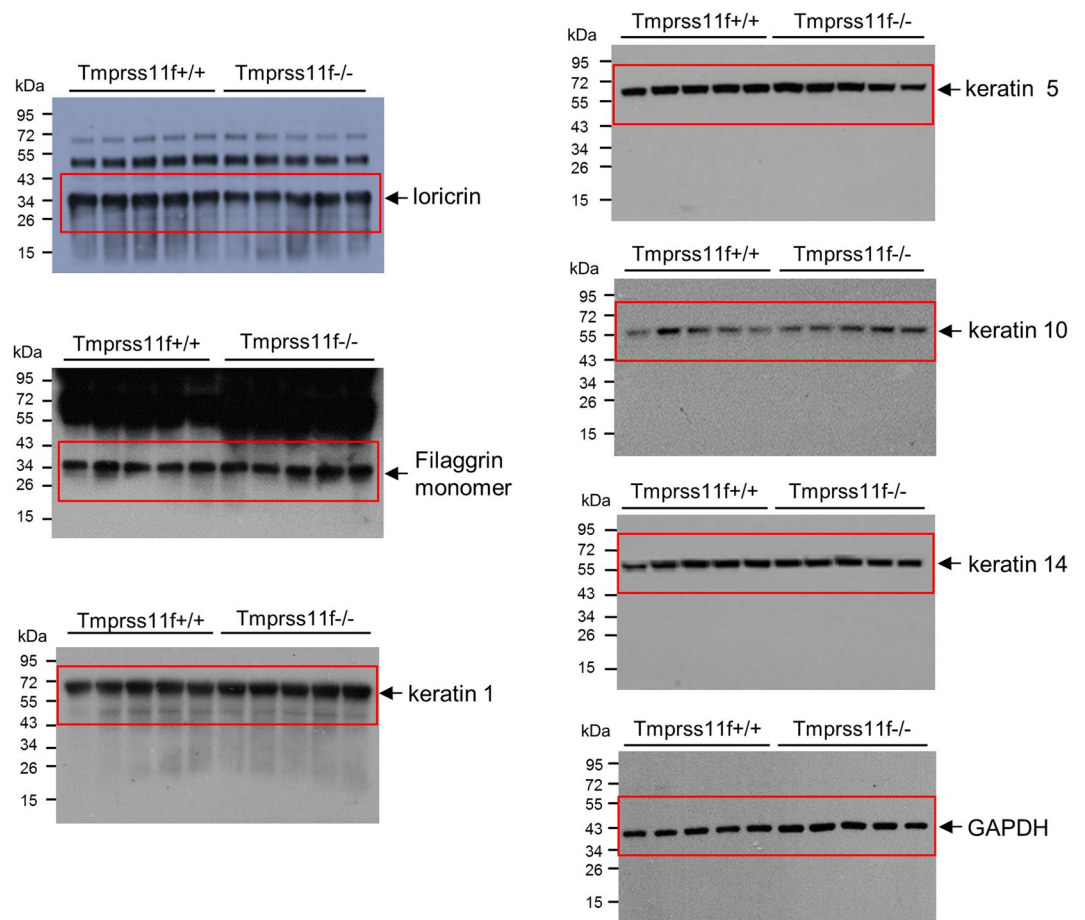 Tmprss11f+/+ Tmprss11f-/-
kDa
95
72
55
43
34
26
15
loricrin
Tmprss11f+/+ Tmprss11f-/-
kDa
95
72
55
43
34
26
15
Filaggrin
monomer
Tmprss11f+/+ Tmprss11f-/-
kDa
95
72
55
43
34
26
15
keratin 1
Tmprss11f+/+ Tmprss11f-/-
kDa
95
72
55
43
34
26
15
keratin 5
Tmprss11f+/+ Tmprss11f-/-
kDa
95
72
55
43
34
26
15
keratin 10
Tmprss11f+/+ Tmprss11f-/-
kDa
95
72
55
43
34
26
15
keratin 14
Tmprss11f+/+ Tmprss11f-/-
kDa
95
72
55
43
34
26
15
GAPDH